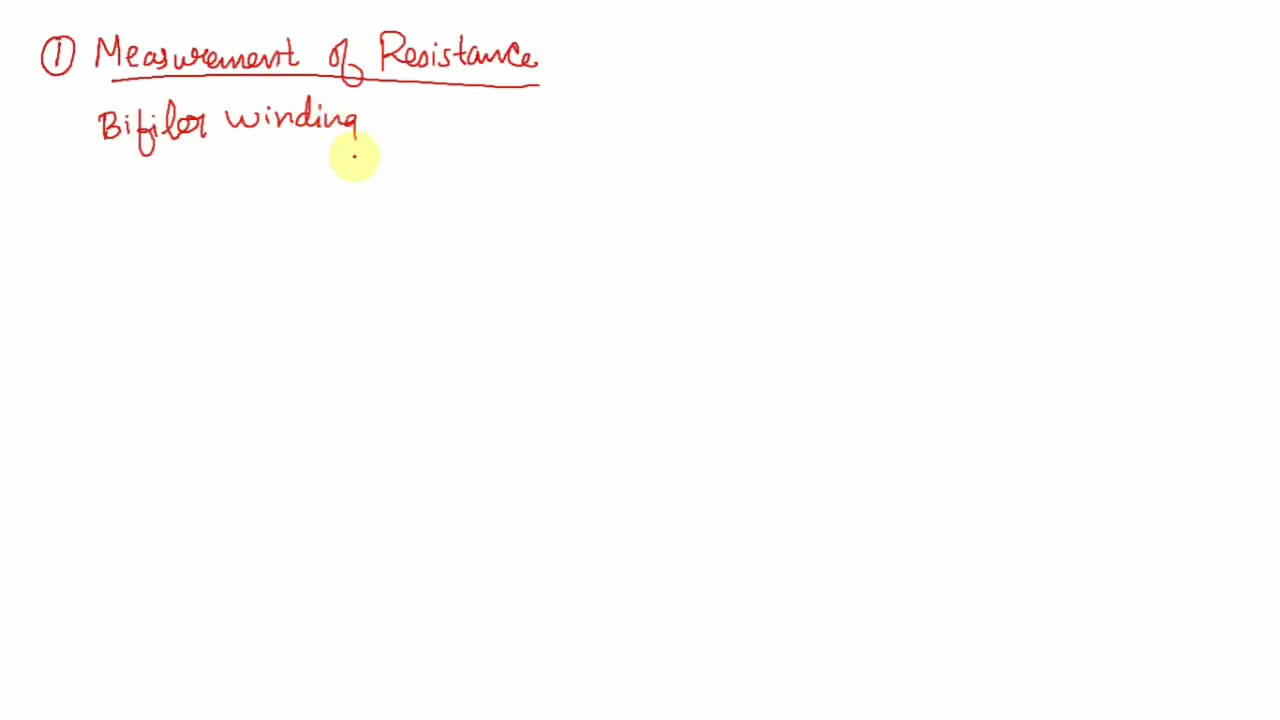 ① Measurement of Resistance
Bifilar winding